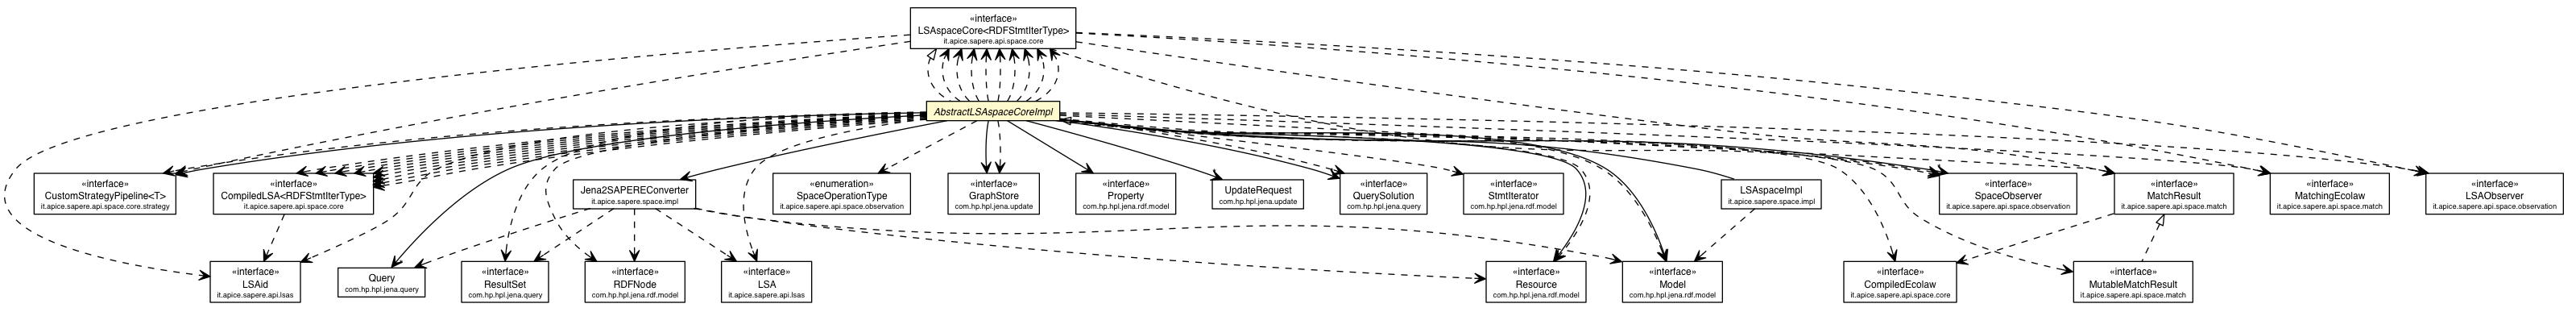 «interface»
LSAspaceCore<RDFStmtIterType>
it.apice.sapere.api.space.core
AbstractLSAspaceCoreImpl
«interface»
CustomStrategyPipeline<T>
it.apice.sapere.api.space.core.strategy
«interface»
CompiledLSA<RDFStmtIterType>
it.apice.sapere.api.space.core
Jena2SAPEREConverter
it.apice.sapere.space.impl
«enumeration»
SpaceOperationType
it.apice.sapere.api.space.observation
«interface»
GraphStore
com.hp.hpl.jena.update
«interface»
Property
com.hp.hpl.jena.rdf.model
UpdateRequest
com.hp.hpl.jena.update
«interface»
QuerySolution
com.hp.hpl.jena.query
«interface»
StmtIterator
com.hp.hpl.jena.rdf.model
LSAspaceImpl
it.apice.sapere.space.impl
«interface»
SpaceObserver
it.apice.sapere.api.space.observation
«interface»
MatchResult
it.apice.sapere.api.space.match
«interface»
MatchingEcolaw
it.apice.sapere.api.space.match
«interface»
LSAObserver
it.apice.sapere.api.space.observation
«interface»
LSAid
it.apice.sapere.api.lsas
Query
com.hp.hpl.jena.query
«interface»
ResultSet
com.hp.hpl.jena.query
«interface»
RDFNode
com.hp.hpl.jena.rdf.model
«interface»
LSA
it.apice.sapere.api.lsas
«interface»
Resource
com.hp.hpl.jena.rdf.model
«interface»
Model
com.hp.hpl.jena.rdf.model
«interface»
CompiledEcolaw
it.apice.sapere.api.space.core
«interface»
MutableMatchResult
it.apice.sapere.api.space.match